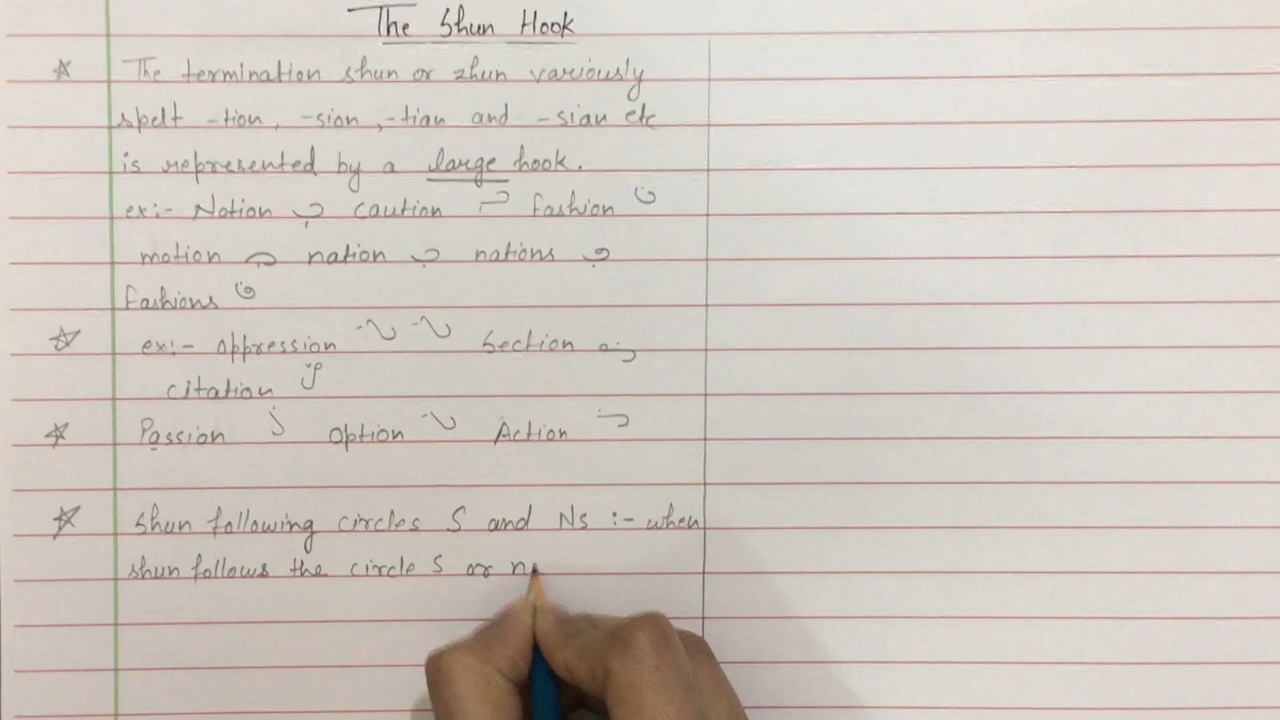 The Shun Hook
The termination shun or zhun variously
spelt -tion, -sion, -tian and -sian etc
is represented by a large hook.
ex:- Notion caution fashion
motion nation nations
fashions
ex:- oppression Section
citation
Passion Option Action
Shun following circles S and Ns :- when
shun follows the circle S or n